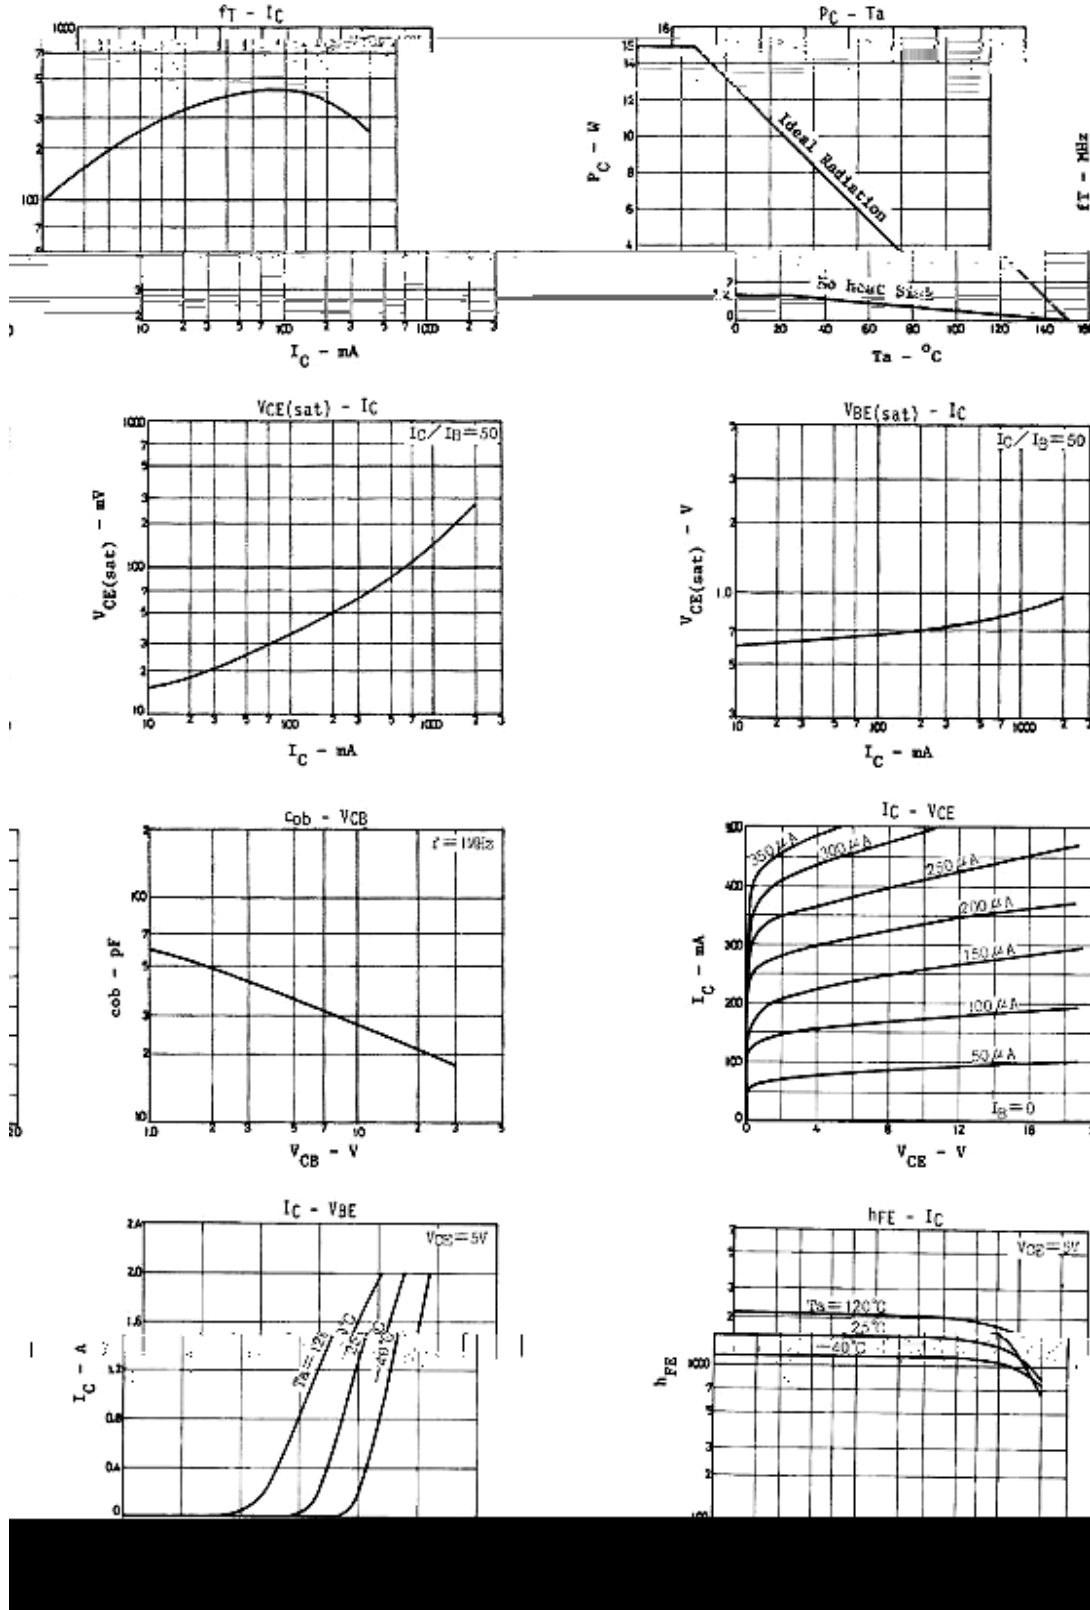 fT - IC
1000
7
5
3
2
100
7
3
2
10 2 3 5 7 100 2 3 5 7 1000 2 3
IC - mA
PC - Ta
16
15
14
12
10
8
6
4
2
0
PC - W
Ideal Radiation
No heat Sink
0 20 40 60 80 100 120 140 160
Ta - °C
fT - MHz
VCE(sat) - IC
IC/IB=50
1000
7
5
3
2
100
7
5
3
2
10
VCE(sat) - mV
10 2 3 5 7 100 2 3 5 7 1000 2 3
IC - mA
VBE(sat) - IC
IC/IB=50
3
2
1.0
7
5
3
VCE(sat) - V
10 2 3 5 7 100 2 3 5 7 1000 2 3
IC - mA
cob - VCB
f=1MHz
2
100
7
5
3
2
10
cob - pF
1.0 2 3 5 7 10 2 3 5
VCB - V
IC - VCE
500
400
300
200
100
0
IC - mA
350μA
300μA
250μA
200μA
150μA
100μA
50μA
IB=0
0 4 8 12 16
VCE - V
IC - VBE
VCE=5V
2.4
2.0
1.6
1.2
0.8
0.4
0
IC - A
-40°C
hFE - IC
VCE=5V
7
5
3
2
1000
7
5
3
2
hFE
Ta=120°C
25°C
-40°C